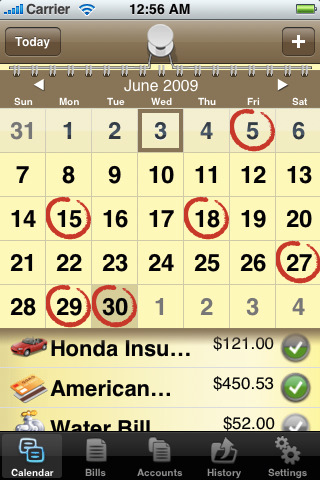 Carrier 12:56 AM
Today +
June 2009
Sun Mon Tue Wed Thu Fri Sat
31 1 2 3 4 5 6
7 8 9 10 11 12 13
14 15 16 17 18 19 20
21 22 23 24 25 26 27
28 29 30 1 2 3 4
Honda Insu... $121.00
American... $450.53
Water Bill $52.00
Calendar Bills Accounts History Settings